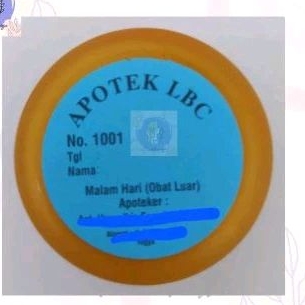 APOTEK LBC
No. 1001
Tgl
Nama:
Malam Hari (Obat Luar)
Apoteker :